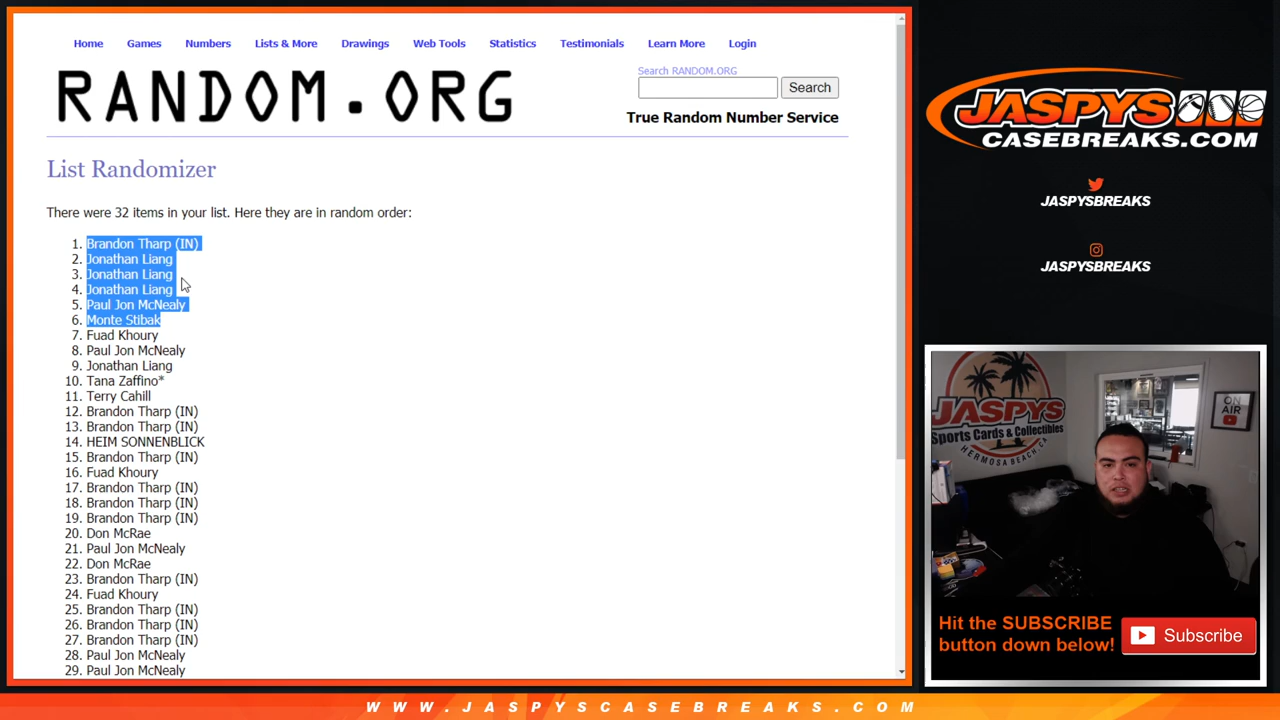 Home Games Numbers Lists & More Drawings Web Tools Statistics Testimonials Learn More Login
RANDOM.ORG
Search RANDOM.ORG
Search
True Random Number Service
List Randomizer
There were 32 items in your list. Here they are in random order:
1. Brandon Tharp (IN)
2. Jonathan Liang
3. Jonathan Liang
4. Jonathan Liang
5. Paul Jon McNealy
6. Monte Stibak
7. Fuad Khoury
8. Paul Jon McNealy
9. Jonathan Liang
10. Tana Zaffino*
11. Terry Cahill
12. Brandon Tharp (IN)
13. Brandon Tharp (IN)
14. HEIM SONNENBLICK
15. Brandon Tharp (IN)
16. Fuad Khoury
17. Brandon Tharp (IN)
18. Brandon Tharp (IN)
19. Brandon Tharp (IN)
20. Don McRae
21. Paul Jon McNealy
22. Don McRae
23. Brandon Tharp (IN)
24. Fuad Khoury
25. Brandon Tharp (IN)
26. Brandon Tharp (IN)
27. Brandon Tharp (IN)
28. Paul Jon McNealy
29. Paul Jon McNealy
JASPYS
CASEBREAKS.COM
JASPYSBREAKS
JASPYSBREAKS
JASPYS
Sports Cards & Collectibles
HERMOSA BEACH, CA
ON
AIR
Hit the SUBSCRIBE
button down below!
Subscribe
WWW.JASPYSCASEBREAKS.COM